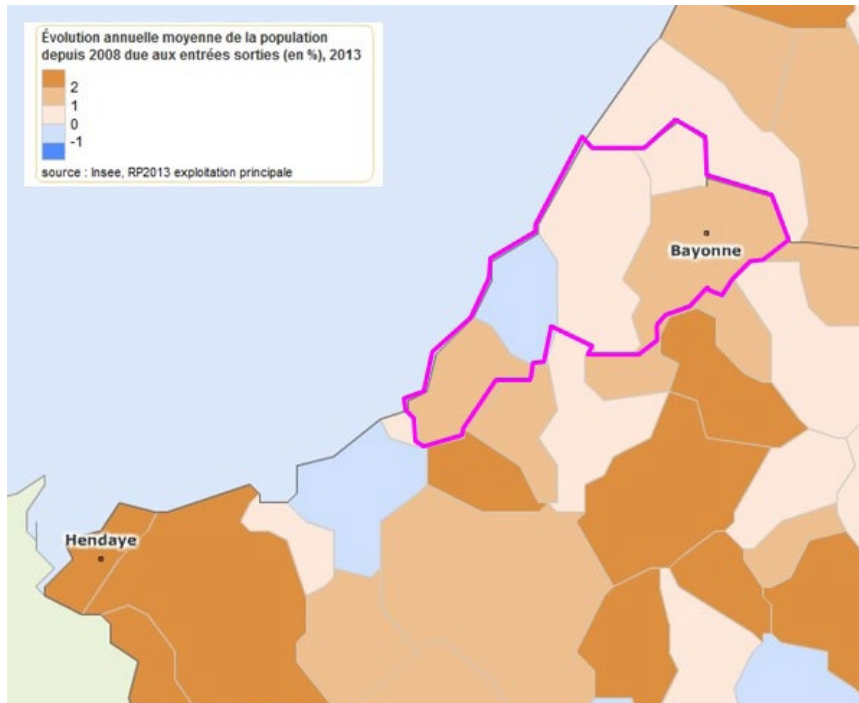 Évolution annuelle moyenne de la population
depuis 2008 due aux entrées sorties (en %), 2013
2
1
0
-1
source : Insee, RP2013 exploitation principale
Bayonne
Hendaye